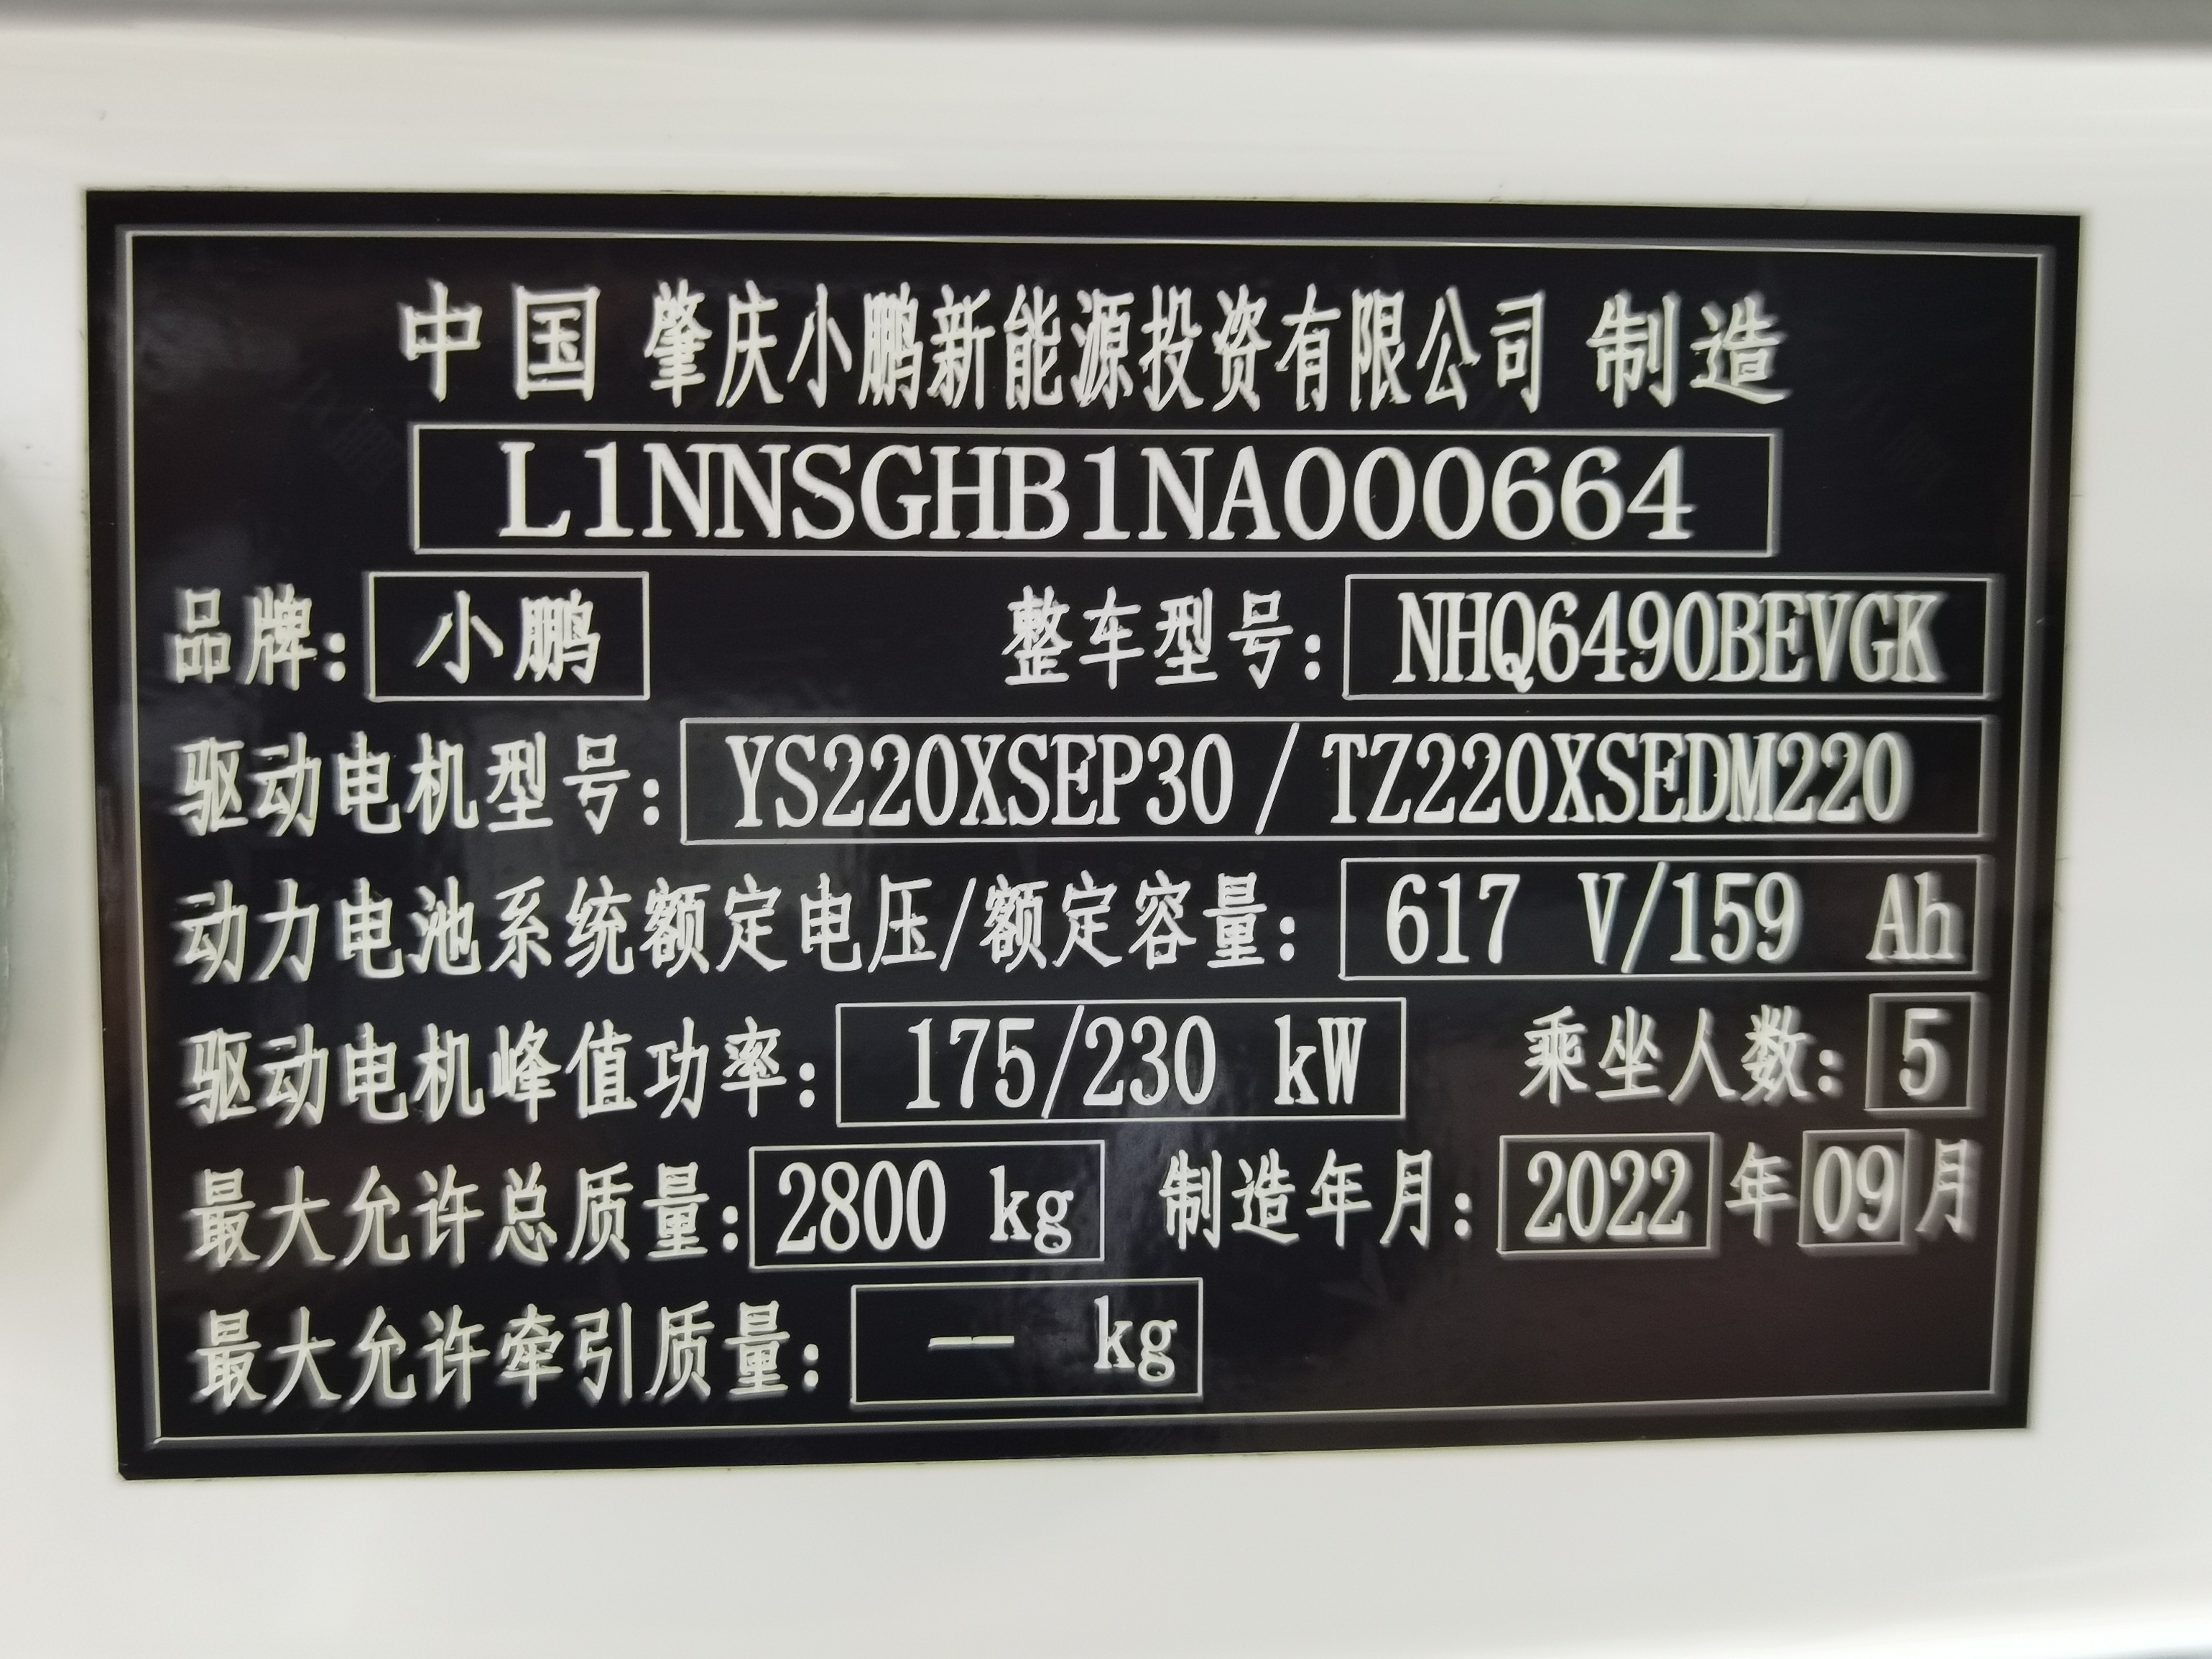 中国 肇庆小鹏新能源投资有限公司 制造
L1NNSGHB1NA000664
品牌: 小鹏 整车型号: NHQ6490BEVGK
驱动电机型号: YS220XSEP30/TZ220XSEDM220
动力电池系统额定电压/额定容量: 617 V/159 Ah
驱动电机峰值功率: 175/230 kW 乘坐人数: 5
最大允许总质量: 2800 kg 制造年月: 2022 年 09 月
最大允许牵引质量: — kg